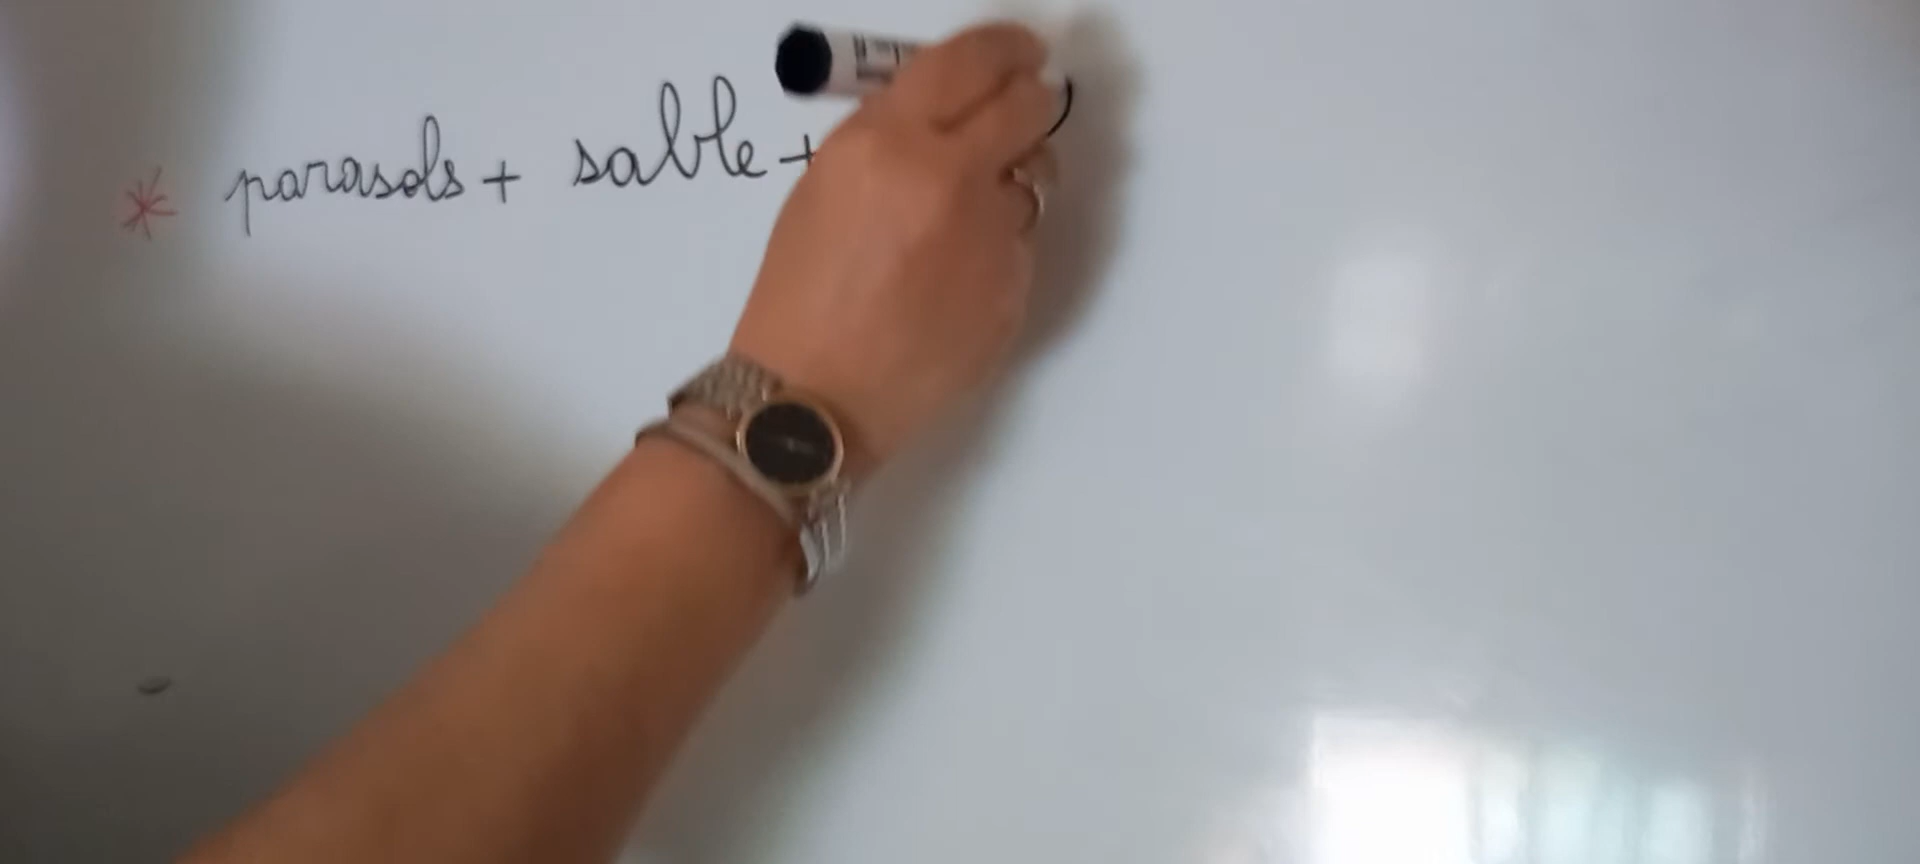 * parasols + sable +